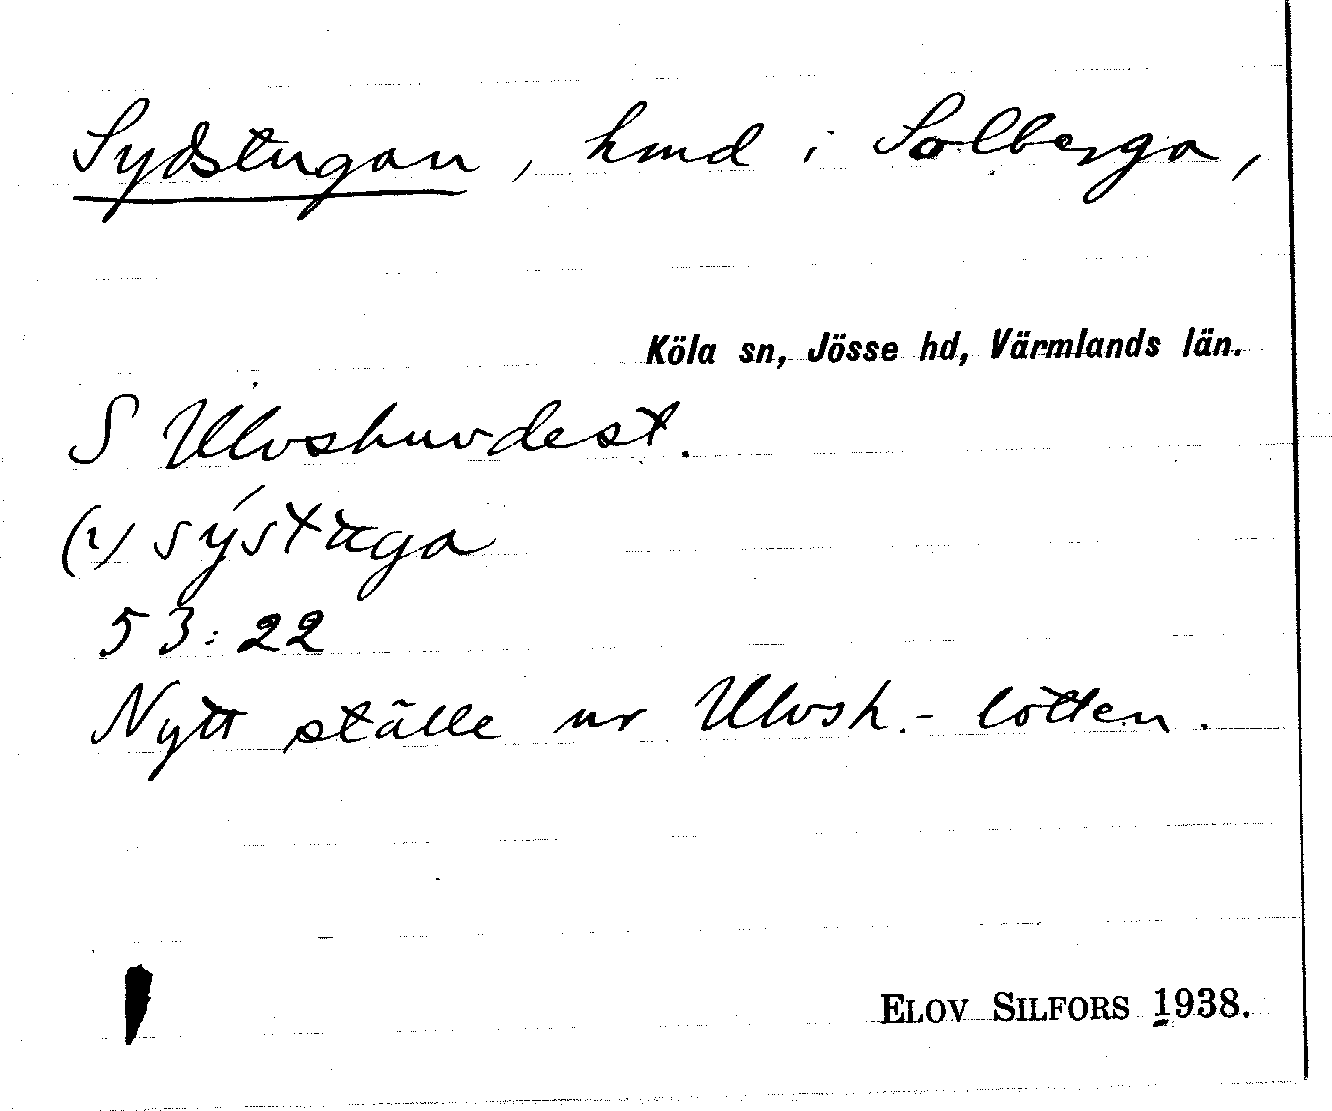 Sydstugan, hmd i Solberga,
Köla sn, Jösse hd, Värmlands län.
S Ulvshuvdest.
(2) sýstuga
53:22
Nytt ställe ur Ulvsh.-lotten.
ELOV SILFORS 1938.